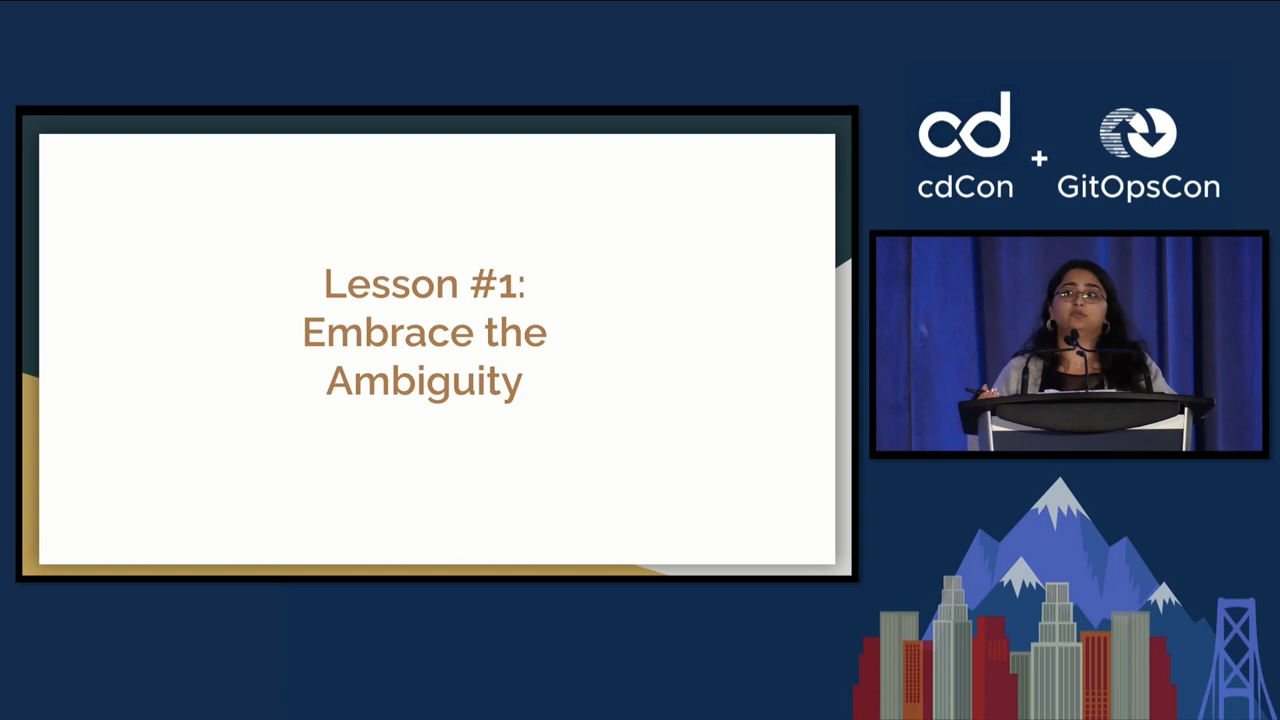 Lesson #1:
Embrace the
Ambiguity
cd
cdCon
+
GitOpsCon